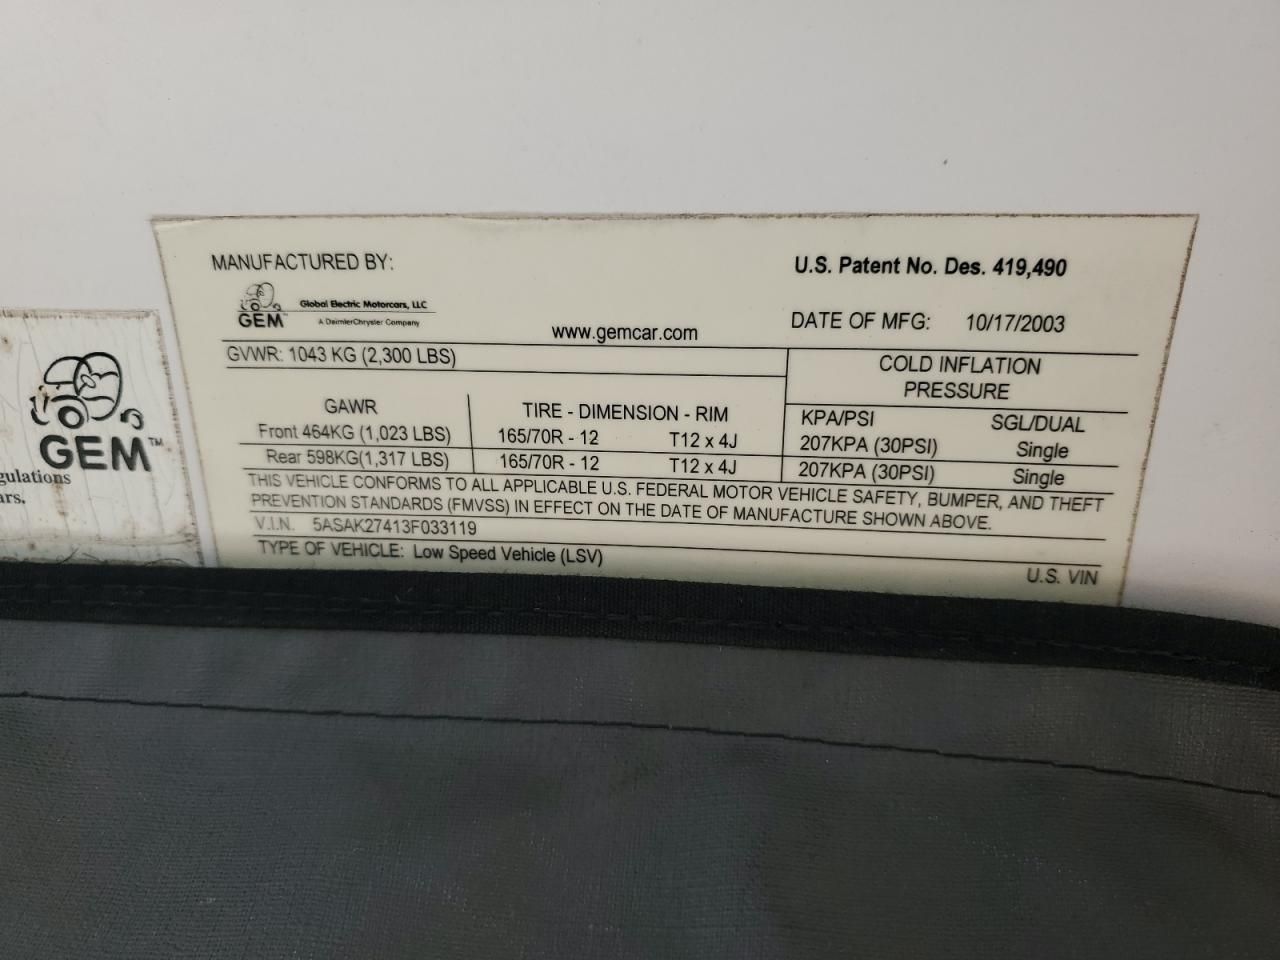 MANUFACTURED BY:
U.S. Patent No. Des. 419,490
GEM
Global Electric Motorcars, LLC
A DaimlerChrysler Company
www.gemcar.com
DATE OF MFG: 10/17/2003
GVWR: 1043 KG (2,300 LBS)
COLD INFLATION
PRESSURE
GAWR
TIRE - DIMENSION - RIM
KPA/PSI SGL/DUAL
Front 464KG (1,023 LBS) 165/70R - 12 T12 x 4J 207KPA (30PSI) Single
Rear 598KG(1,317 LBS) 165/70R - 12 T12 x 4J 207KPA (30PSI) Single
THIS VEHICLE CONFORMS TO ALL APPLICABLE U.S. FEDERAL MOTOR VEHICLE SAFETY, BUMPER, AND THEFT
PREVENTION STANDARDS (FMVSS) IN EFFECT ON THE DATE OF MANUFACTURE SHOWN ABOVE.
V.I.N. 5ASAK27413F033119
TYPE OF VEHICLE: Low Speed Vehicle (LSV)
U.S. VIN
GEM™
gulations
ars.